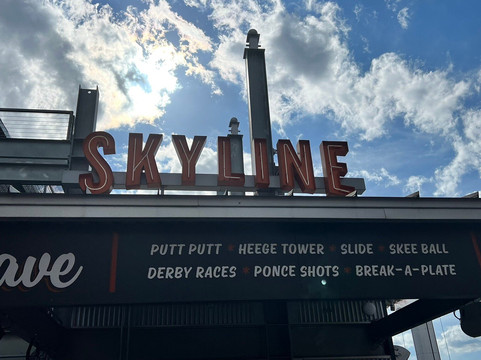 SKYLINE
ave
PUTT PUTT * HEEGE TOWER * SLIDE * SKEE BALL
DERBY RACES * PONCE SHOTS * BREAK-A-PLATE